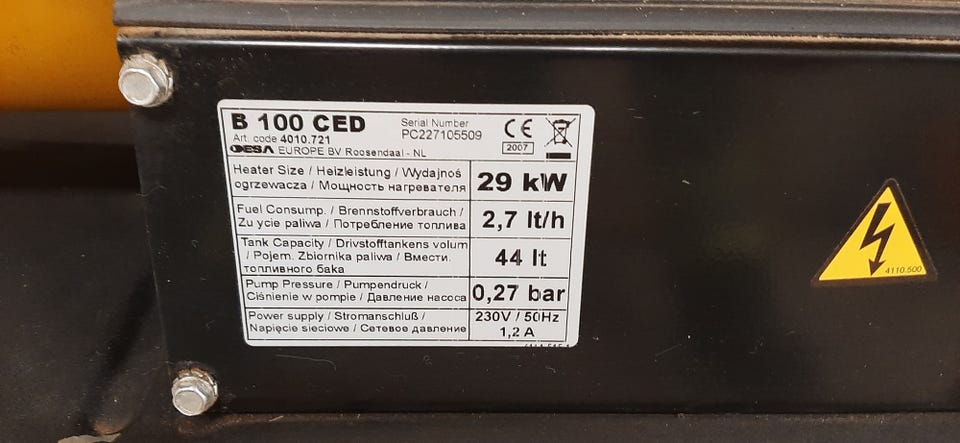 B 100 CED
Art. code 4010.721
Serial Number
PC227105509
CE
2007
DESA EUROPE BV Roosendaal - NL
Heater Size / Heizleistung / Wydajnoś
ogrzewacza / Мощность нагревателя
29 kW
Fuel Consump. / Brennstoffverbrauch /
Zu ycie paliwa / Потребление топлива
2,7 lt/h
Tank Capacity / Drivstofftankens volum
/ Pojem. Zbiornika paliwa / Вмести.
топливного бака
44 lt
Pump Pressure / Pumpendruck /
Ciśnienie w pompie / Давление насоса
0,27 bar
Power supply / Stromanschluß /
Napięcie sieciowe / Сетевое давление
230V / 50Hz
1,2 A
4110.500